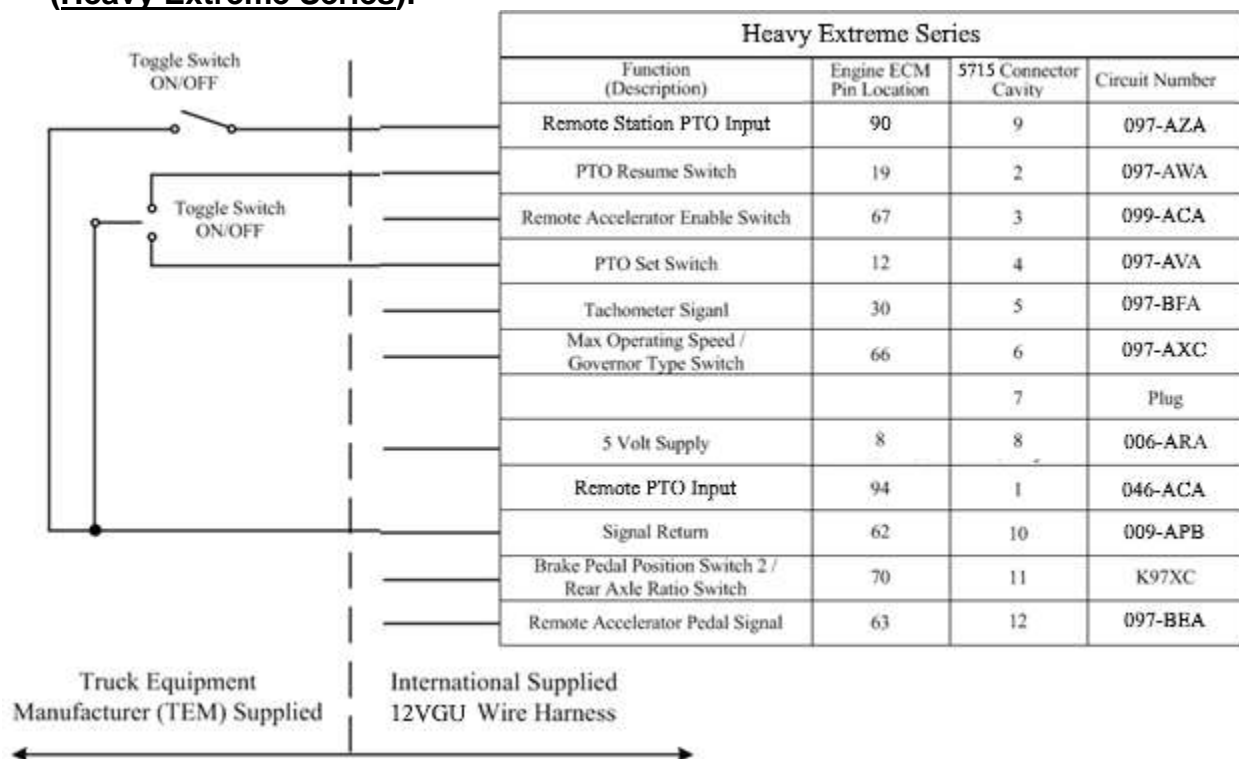 (Heavy Extreme Series).
Heavy Extreme Series
Toggle Switch
ON/OFF
Function
(Description)
Engine ECM
Pin Location
5715 Connector
Cavity
Circuit Number
Remote Station PTO Input 90 9 097-AZA
PTO Resume Switch 19 2 097-AWA
Toggle Switch
ON/OFF
Remote Accelerator Enable Switch 67 3 099-ACA
PTO Set Switch 12 4 097-AVA
Tachometer Siganl 30 5 097-BFA
Max Operating Speed /
Governor Type Switch 66 6 097-AXC
7 Plug
5 Volt Supply 8 8 006-ARA
Remote PTO Input 94 1 046-ACA
Signal Return 62 10 009-APB
Brake Pedal Position Switch 2 /
Rear Axle Ratio Switch 70 11 K97XC
Remote Accelerator Pedal Signal 63 12 097-BEA
Truck Equipment
Manufacturer (TEM) Supplied
International Supplied
12VGU Wire Harness